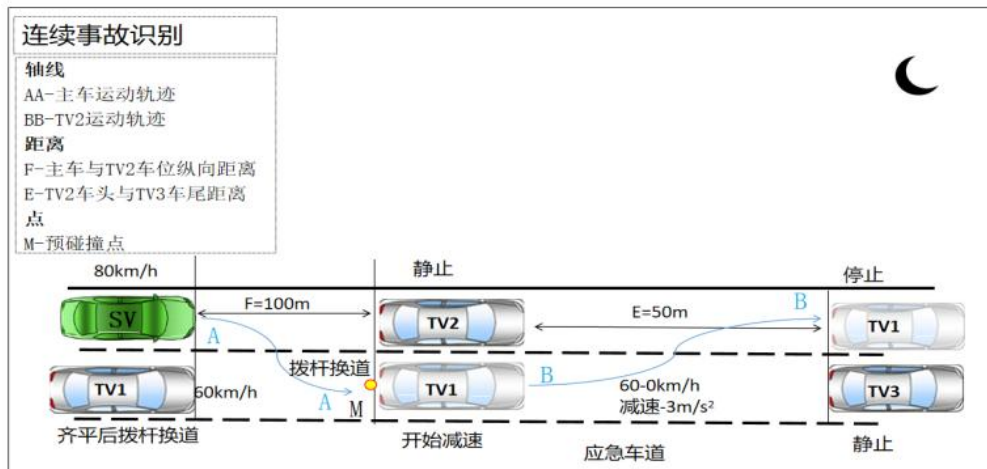 连续事故识别
轴线
AA-主车运动轨迹
BB-TV2运动轨迹
距离
F-主车与TV2车位纵向距离
E-TV2车头与TV3车尾距离
点
M-预碰撞点
80km/h
静止
停止
SV
F=100m
TV2
E=50m
B
TV1
A
拨杆换道
TV1
60km/h
A
M
TV1
B
60-0km/h
减速-3m/s²
TV3
齐平后拨杆换道
开始减速
应急车道
静止